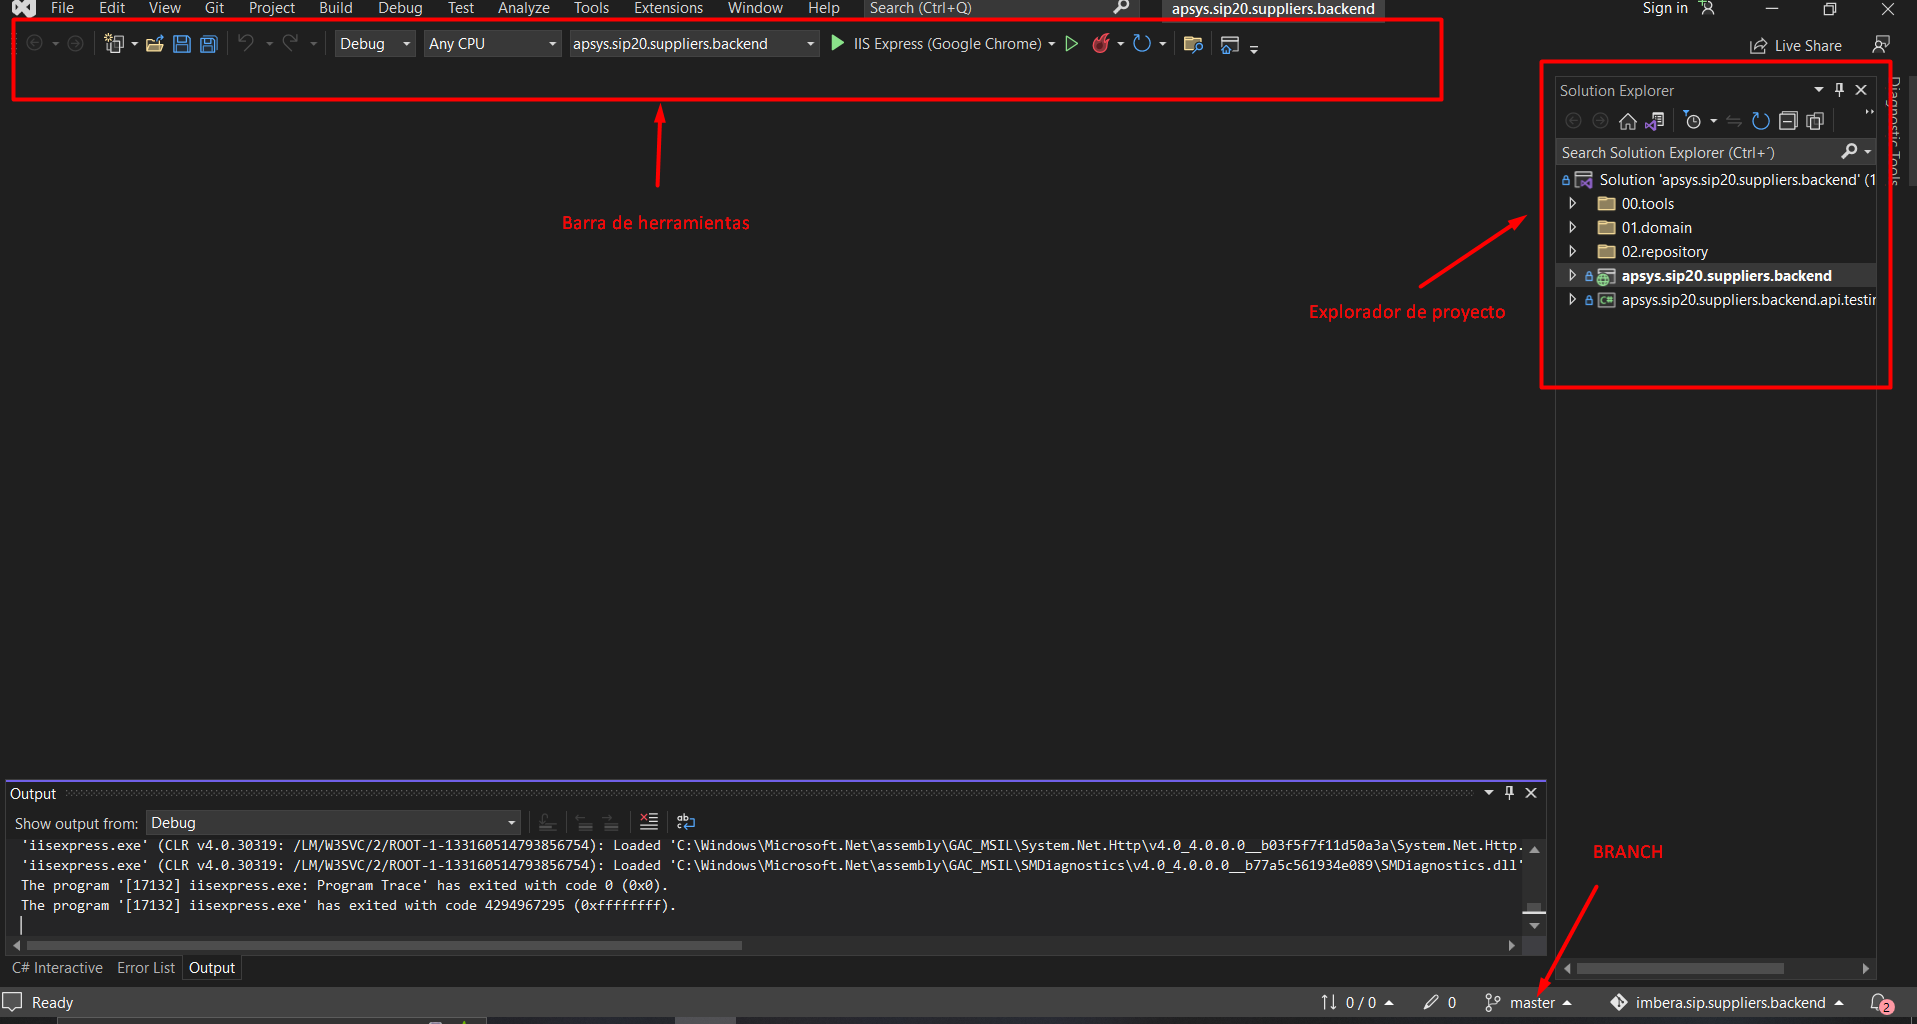 File Edit View Git Project Build Debug Test Analyze Tools Extensions Window Help Search (Ctrl+Q) apsys.sip20.suppliers.backend Sign in
Debug Any CPU apsys.sip20.suppliers.backend IIS Express (Google Chrome) Live Share
Diagnostic Tools
Solution Explorer
Search Solution Explorer (Ctrl+´)
Solution 'apsys.sip20.suppliers.backend' (1
00.tools
01.domain
02.repository
apsys.sip20.suppliers.backend
C# apsys.sip20.suppliers.backend.api.testin
Barra de herramientas
Explorador de proyecto
Output
Show output from: Debug
'iisexpress.exe' (CLR v4.0.30319: /LM/W3SVC/2/ROOT-1-133160514793856754): Loaded 'C:\Windows\Microsoft.Net\assembly\GAC_MSIL\System.Net.Http\v4.0_4.0.0.0__b03f5f7f11d50a3a\System.Net.Http.
'iisexpress.exe' (CLR v4.0.30319: /LM/W3SVC/2/ROOT-1-133160514793856754): Loaded 'C:\Windows\Microsoft.Net\assembly\GAC_MSIL\SMDiagnostics\v4.0_4.0.0.0__b77a5c561934e089\SMDiagnostics.dll'
The program '[17132] iisexpress.exe: Program Trace' has exited with code 0 (0x0).
The program '[17132] iisexpress.exe' has exited with code 4294967295 (0xffffffff).
BRANCH
C# Interactive Error List Output
Ready 0 / 0 0 master imbera.sip.suppliers.backend 2